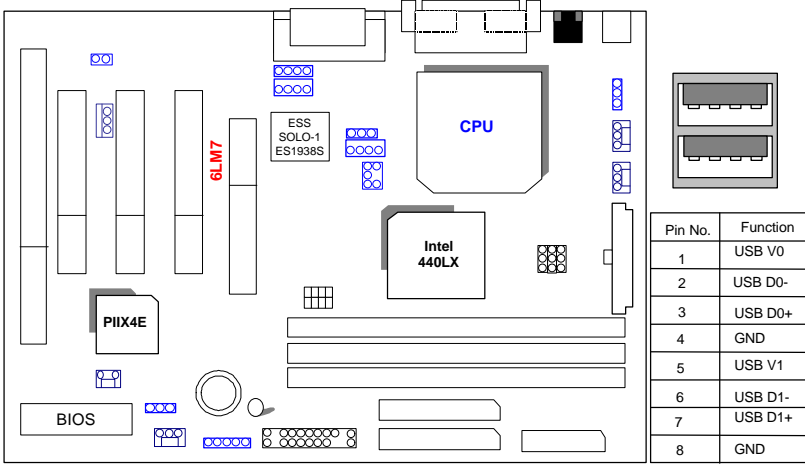 ESS
SOLO-1
ES1938S
CPU
6LM7
Intel
440LX
PIIX4E
BIOS
Pin No. Function
1 USB V0
2 USB D0-
3 USB D0+
4 GND
5 USB V1
6 USB D1-
7 USB D1+
8 GND